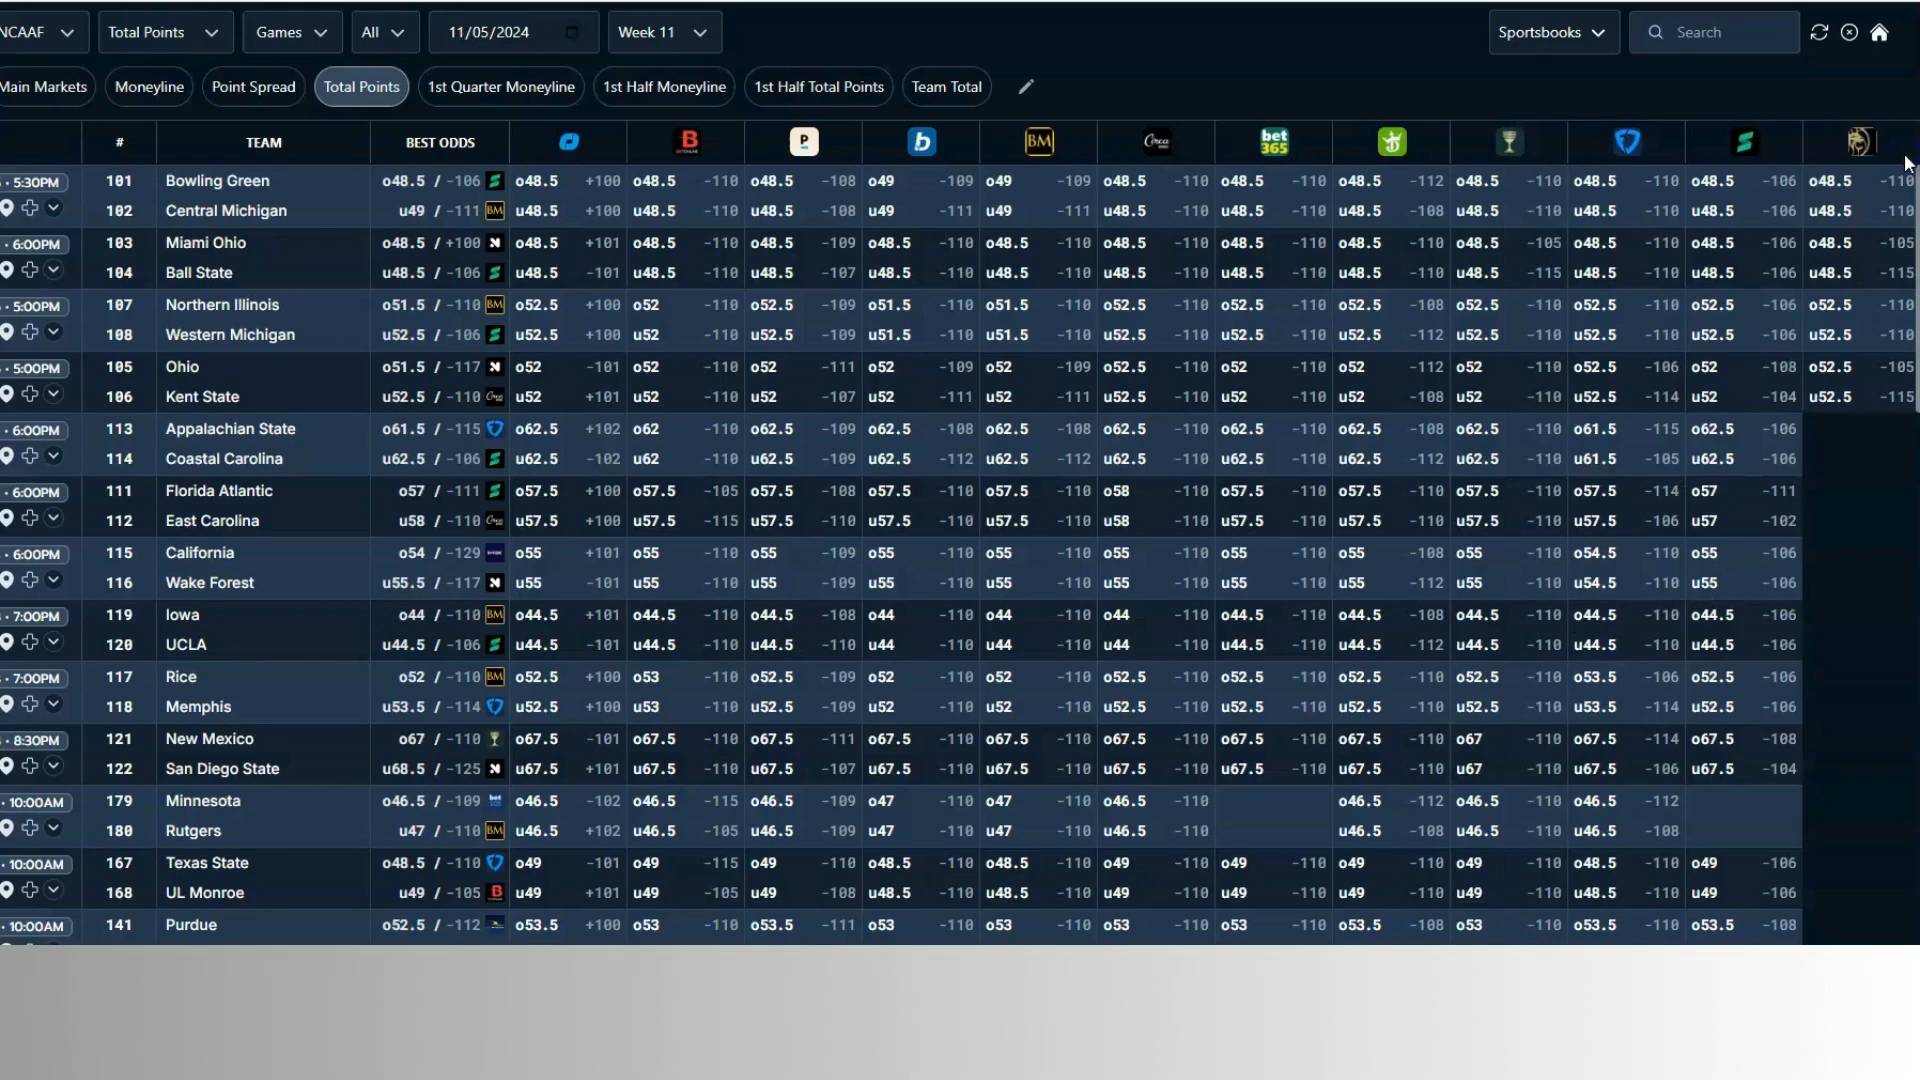 NCAAF Total Points Games All 11/05/2024 Week 11 Sportsbooks Search
Main Markets Moneyline Point Spread Total Points 1st Quarter Moneyline 1st Half Moneyline 1st Half Total Points Team Total
# TEAM BEST ODDS B P b BM Circa bet365
• 5:30PM 101 Bowling Green o48.5 / -106 o48.5 +100 o48.5 -110 o48.5 -108 o49 -109 o49 -109 o48.5 -110 o48.5 -110 o48.5 -112 o48.5 -110 o48.5 -110 o48.5 -106 o48.5 -110
102 Central Michigan u49 / -111 BM u48.5 +100 u48.5 -110 u48.5 -108 u49 -111 u49 -111 u48.5 -110 u48.5 -110 u48.5 -108 u48.5 -110 u48.5 -110 u48.5 -106 u48.5 -110
• 6:00PM 103 Miami Ohio o48.5 / +100 o48.5 +101 o48.5 -110 o48.5 -109 o48.5 -110 o48.5 -110 o48.5 -110 o48.5 -110 o48.5 -110 o48.5 -105 o48.5 -110 o48.5 -106 o48.5 -105
104 Ball State u48.5 / -106 u48.5 -101 u48.5 -110 u48.5 -107 u48.5 -110 u48.5 -110 u48.5 -110 u48.5 -110 u48.5 -110 u48.5 -115 u48.5 -110 u48.5 -106 u48.5 -115
• 5:00PM 107 Northern Illinois o51.5 / -110 BM o52.5 +100 o52 -110 o52.5 -109 o51.5 -110 o51.5 -110 o52.5 -110 o52.5 -110 o52.5 -108 o52.5 -110 o52.5 -110 o52.5 -106 o52.5 -110
108 Western Michigan u52.5 / -106 u52.5 +100 u52 -110 u52.5 -109 u51.5 -110 u51.5 -110 u52.5 -110 u52.5 -110 u52.5 -112 u52.5 -110 u52.5 -110 u52.5 -106 u52.5 -110
• 5:00PM 105 Ohio o51.5 / -117 o52 -101 o52 -110 o52 -111 o52 -109 o52 -109 o52.5 -110 o52 -110 o52 -112 o52 -110 o52.5 -106 o52 -108 o52.5 -105
106 Kent State u52.5 / -110 Circa u52 +101 u52 -110 u52 -107 u52 -111 u52 -111 u52.5 -110 u52 -110 u52 -108 u52 -110 u52.5 -114 u52 -104 u52.5 -115
• 6:00PM 113 Appalachian State o61.5 / -115 o62.5 +102 o62 -110 o62.5 -109 o62.5 -108 o62.5 -108 o62.5 -110 o62.5 -110 o62.5 -108 o62.5 -110 o61.5 -115 o62.5 -106
114 Coastal Carolina u62.5 / -106 u62.5 -102 u62 -110 u62.5 -109 u62.5 -112 u62.5 -112 u62.5 -110 u62.5 -110 u62.5 -112 u62.5 -110 u61.5 -105 u62.5 -106
• 6:00PM 111 Florida Atlantic o57 / -111 o57.5 +100 o57.5 -105 o57.5 -108 o57.5 -110 o57.5 -110 o58 -110 o57.5 -110 o57.5 -110 o57.5 -110 o57.5 -114 o57 -111
112 East Carolina u58 / -110 Circa u57.5 +100 u57.5 -115 u57.5 -110 u57.5 -110 u57.5 -110 u58 -110 u57.5 -110 u57.5 -110 u57.5 -110 u57.5 -106 u57 -102
• 6:00PM 115 California o54 / -129 o55 +101 o55 -110 o55 -109 o55 -110 o55 -110 o55 -110 o55 -110 o55 -108 o55 -110 o54.5 -110 o55 -106
116 Wake Forest u55.5 / -117 u55 -101 u55 -110 u55 -109 u55 -110 u55 -110 u55 -110 u55 -110 u55 -112 u55 -110 u54.5 -110 u55 -106
• 7:00PM 119 Iowa o44 / -110 BM o44.5 +101 o44.5 -110 o44.5 -108 o44 -110 o44 -110 o44 -110 o44.5 -110 o44.5 -108 o44.5 -110 o44.5 -110 o44.5 -106
120 UCLA u44.5 / -106 u44.5 -101 u44.5 -110 u44.5 -110 u44 -110 u44 -110 u44 -110 u44.5 -110 u44.5 -112 u44.5 -110 u44.5 -110 u44.5 -106
• 7:00PM 117 Rice o52 / -110 BM o52.5 +100 o53 -110 o52.5 -109 o52 -110 o52 -110 o52.5 -110 o52.5 -110 o52.5 -110 o52.5 -110 o53.5 -106 o52.5 -106
118 Memphis u53.5 / -114 u52.5 +100 u53 -110 u52.5 -109 u52 -110 u52 -110 u52.5 -110 u52.5 -110 u52.5 -110 u52.5 -110 u53.5 -114 u52.5 -106
• 8:30PM 121 New Mexico o67 / -110 o67.5 -101 o67.5 -110 o67.5 -111 o67.5 -110 o67.5 -110 o67.5 -110 o67.5 -110 o67.5 -110 o67 -110 o67.5 -114 o67.5 -108
122 San Diego State u68.5 / -125 u67.5 +101 u67.5 -110 u67.5 -107 u67.5 -110 u67.5 -110 u67.5 -110 u67.5 -110 u67.5 -110 u67 -110 u67.5 -106 u67.5 -104
• 10:00AM 179 Minnesota o46.5 / -109 o46.5 -102 o46.5 -115 o46.5 -109 o47 -110 o47 -110 o46.5 -110 o46.5 -112 o46.5 -110 o46.5 -112
180 Rutgers u47 / -110 BM u46.5 +102 u46.5 -105 u46.5 -109 u47 -110 u47 -110 u46.5 -110 u46.5 -108 u46.5 -110 u46.5 -108
• 10:00AM 167 Texas State o48.5 / -110 o49 -101 o49 -115 o49 -110 o48.5 -110 o48.5 -110 o49 -110 o49 -110 o49 -110 o49 -110 o48.5 -110 o49 -106
168 UL Monroe u49 / -105 B u49 +101 u49 -105 u49 -108 u48.5 -110 u48.5 -110 u49 -110 u49 -110 u49 -110 u49 -110 u48.5 -110 u49 -106
• 10:00AM 141 Purdue o52.5 / -112 o53.5 +100 o53 -110 o53.5 -111 o53 -110 o53 -110 o53 -110 o53 -110 o53.5 -108 o53 -110 o53.5 -110 o53.5 -108